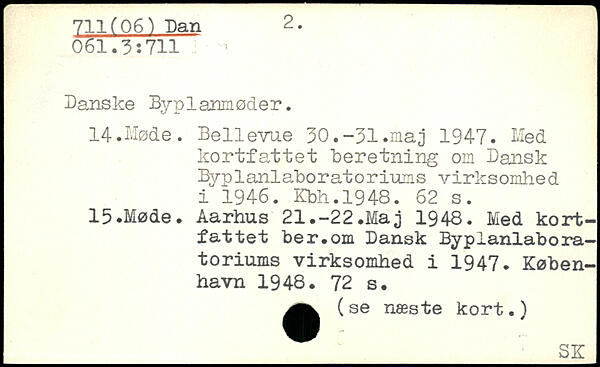 711(06) Dan 2.
061.3:711
Danske Byplanmøder.
14.Møde. Bellevue 30.-31.maj 1947. Med
kortfattet beretning om Dansk
Byplanlaboratoriums virksomhed
i 1946. Kbh.1948. 62 s.
15.Møde. Aarhus 21.-22.Maj 1948. Med kort-
fattet ber.om Dansk Byplanlabora-
toriums virksomhed i 1947. Køben-
havn 1948. 72 s.
(se næste kort.)
SK